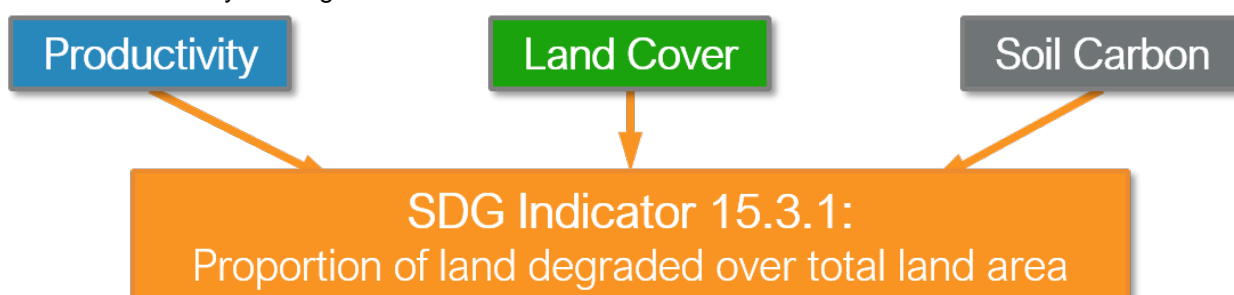 Productivity
Land Cover
Soil Carbon
SDG Indicator 15.3.1:
Proportion of land degraded over total land area